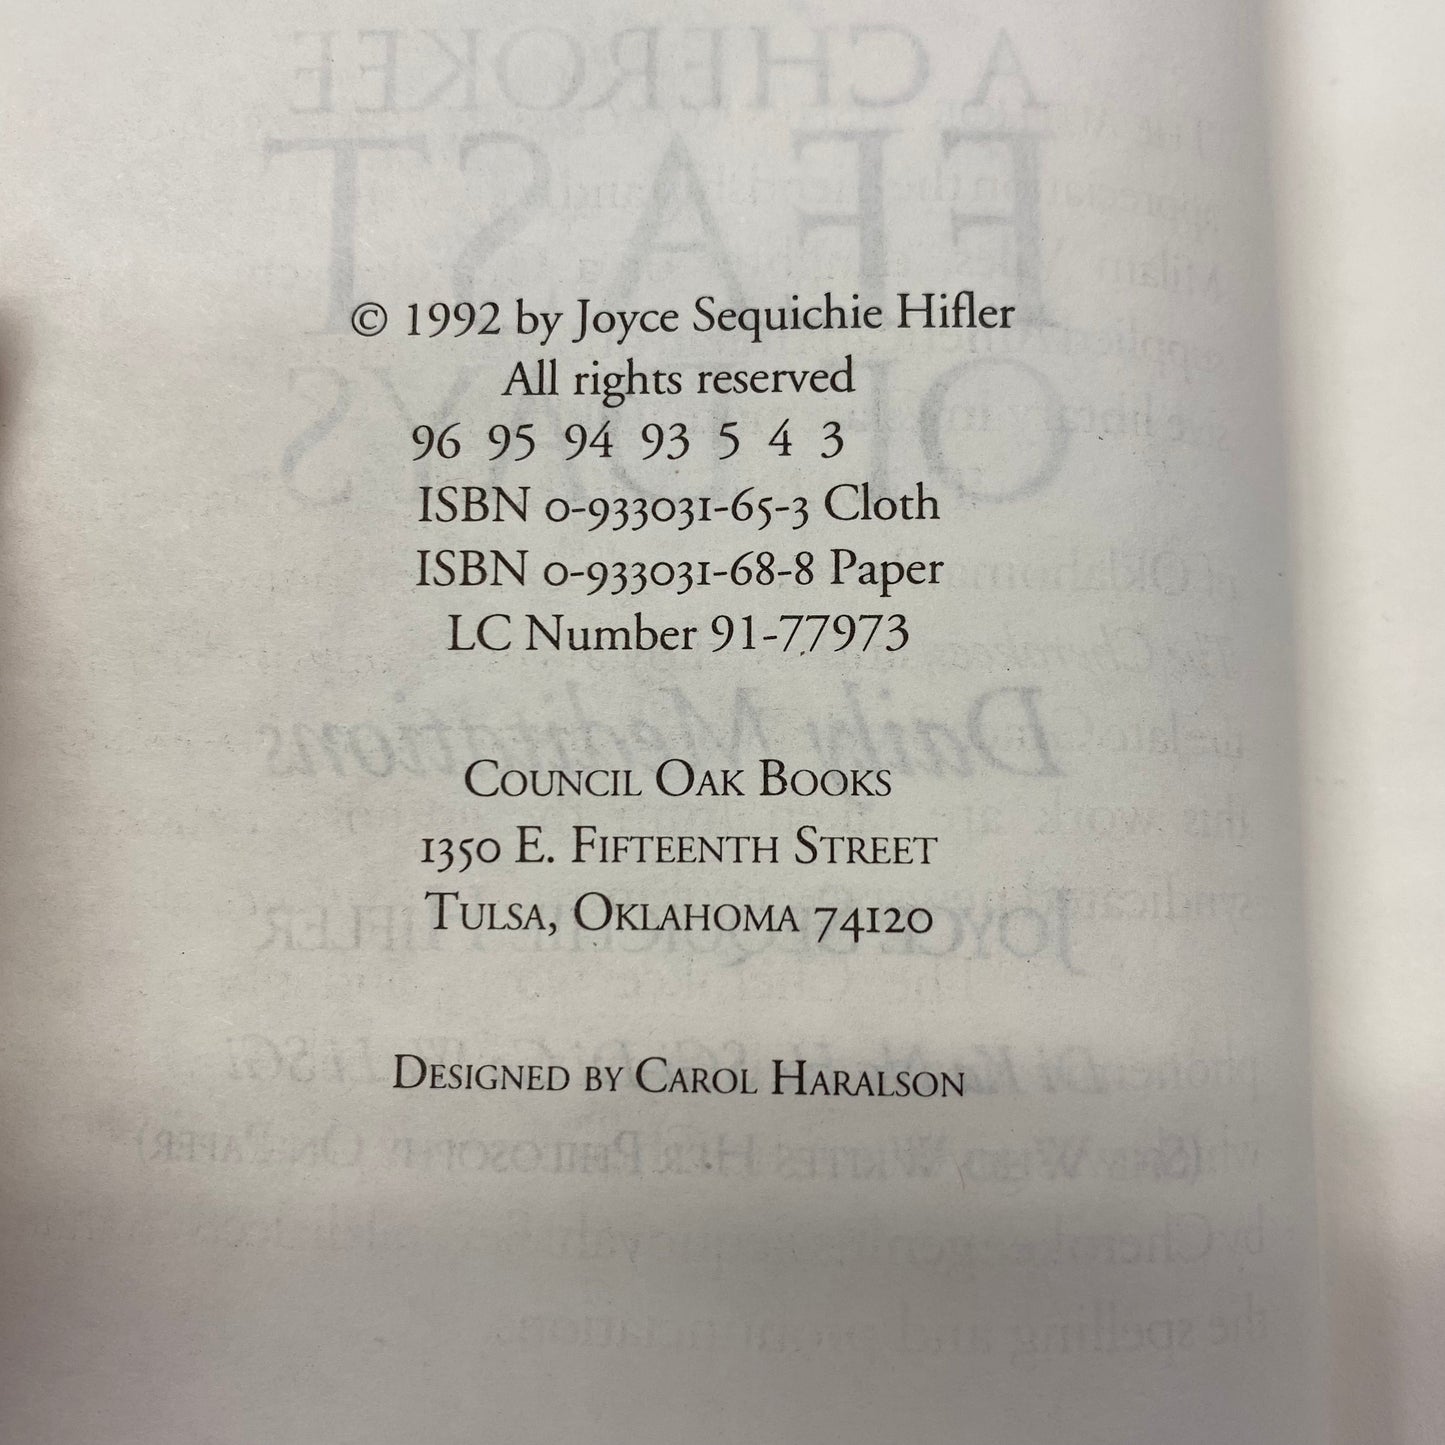 © 1992 by Joyce Sequichie Hifler
All rights reserved
96 95 94 93 5 4 3
ISBN 0-933031-65-3 Cloth
ISBN 0-933031-68-8 Paper
LC Number 91-77973
COUNCIL OAK BOOKS
1350 E. FIFTEENTH STREET
TULSA, OKLAHOMA 74120
DESIGNED BY CAROL HARALSON